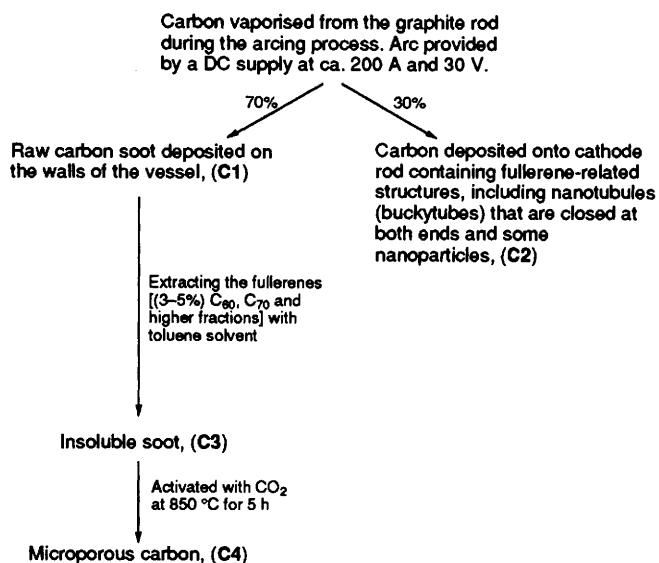 Carbon vaporised from the graphite rod
during the arcing process. Arc provided
by a DC supply at ca. 200 A and 30 V.
70%
30%
Raw carbon soot deposited on
the walls of the vessel, (C1)
Carbon deposited onto cathode
rod containing fullerene-related
structures, including nanotubules
(buckytubes) that are closed at
both ends and some
nanoparticles, (C2)
Extracting the fullerenes
[(3–5%) C₆₀, C₇₀ and
higher fractions] with
toluene solvent
Insoluble soot, (C3)
Activated with CO₂
at 850 °C for 5 h
Microporous carbon, (C4)